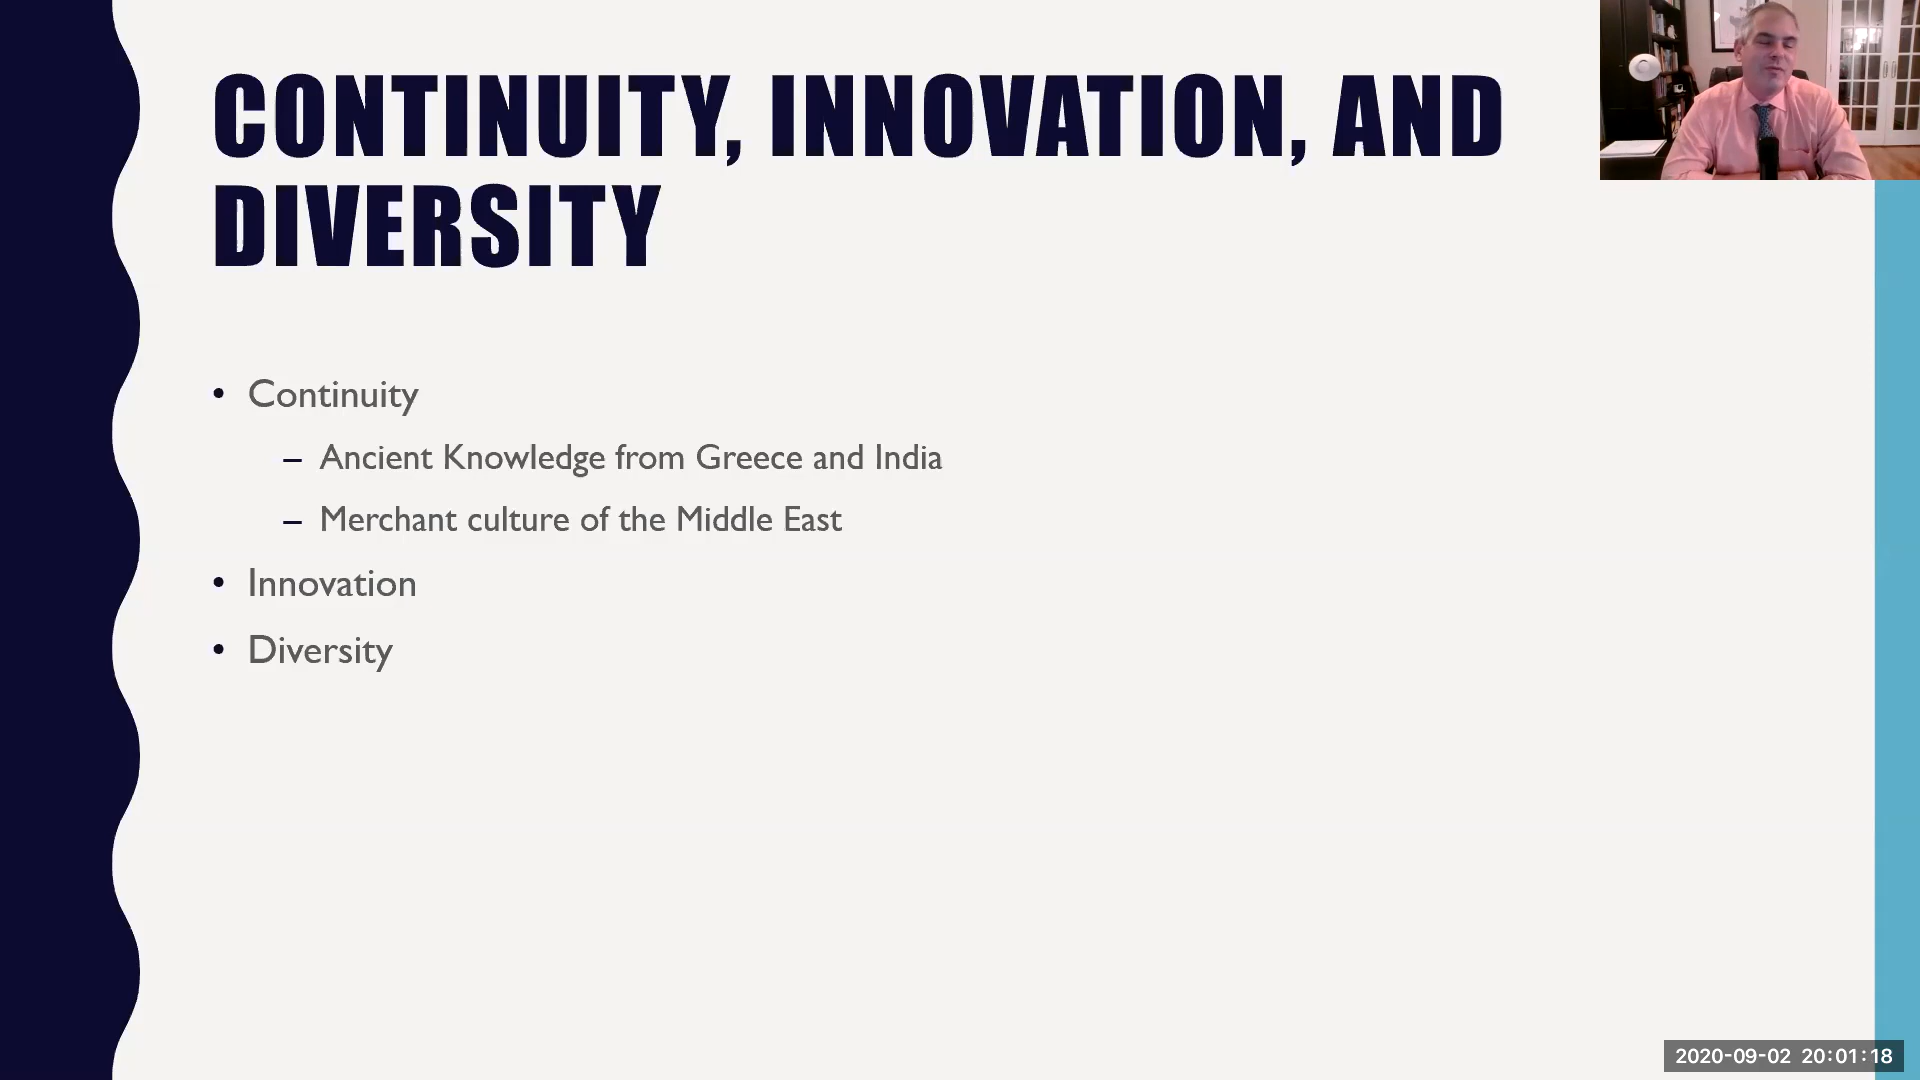 CONTINUITY, INNOVATION, AND
DIVERSITY
• Continuity
– Ancient Knowledge from Greece and India
– Merchant culture of the Middle East
• Innovation
• Diversity
2020-09-02 20:01:18